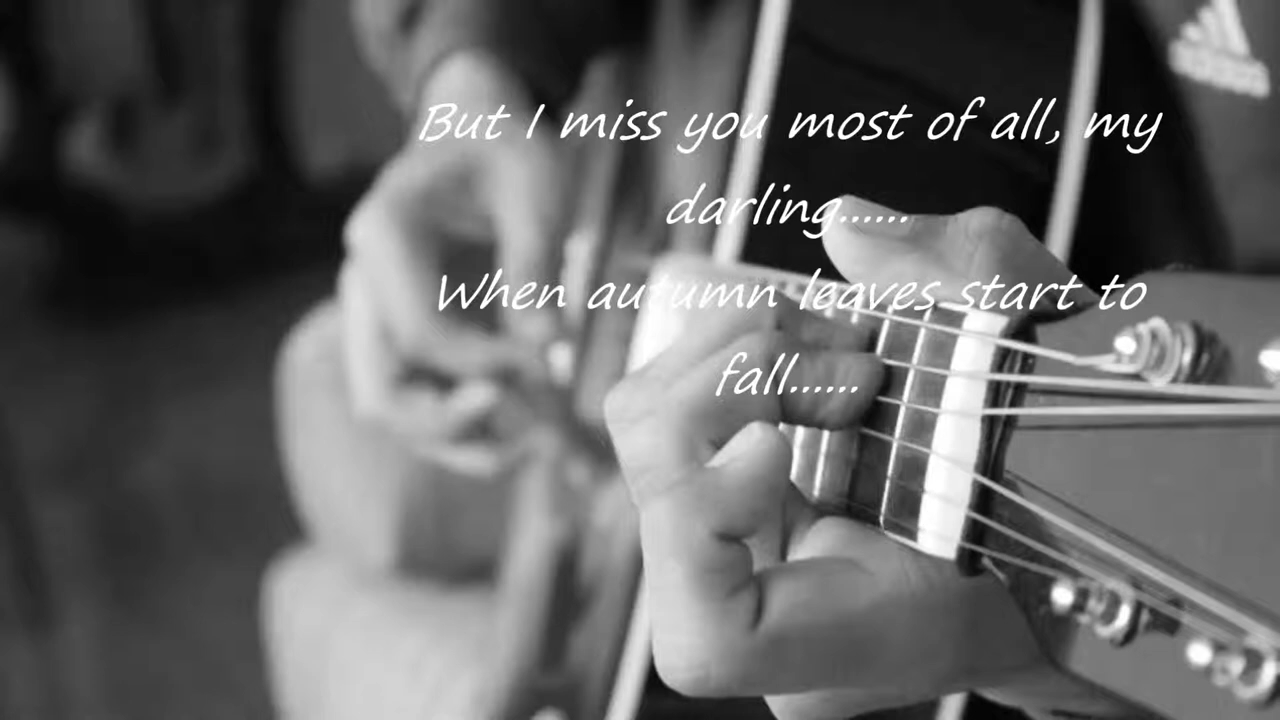 But I miss you most of all, my
darling......
When autumn leaves start to
fall......